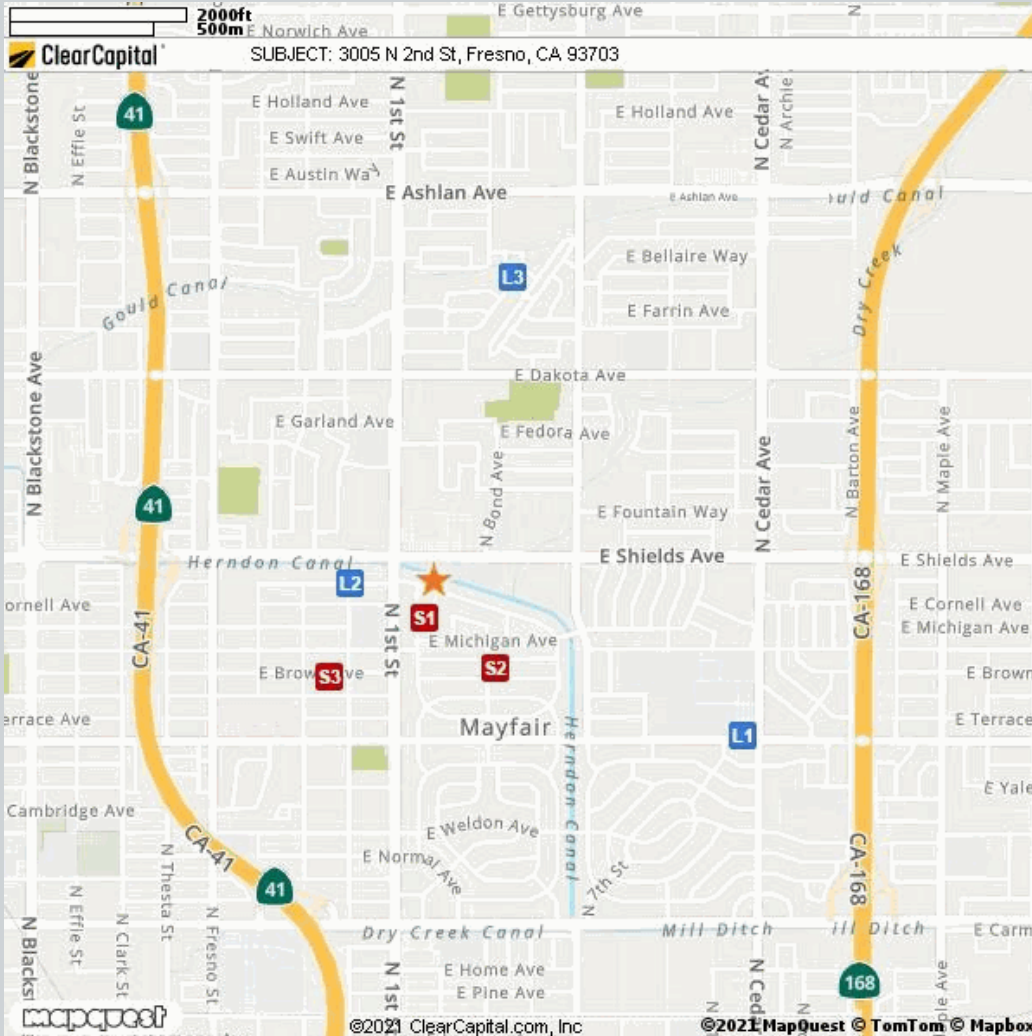 2000ft
500m
E Gettysburg Ave
E Norwich Ave
N
ClearCapital
SUBJECT: 3005 N 2nd St, Fresno, CA 93703
N Blackstone
N Effie St
41
N 1st St
E Holland Ave
E Swift Ave
E Austin Way
E Holland Ave
N Cedar Av
N Archie
E Ashlan Ave
E Ashlan Ave
uld Canal
Gould Canal
L3
E Bellaire Way
E Farrin Ave
Dry Creek
E Dakota Ave
N Blackstone Ave
E Garland Ave
E Fedora Ave
N Bond Ave
N Cedar Ave
N Barton Ave
N Maple Ave
41
E Fountain Way
Herndon Canal
E Shields Ave
E Shields Ave
L2
ornell Ave
CA-41
N 1st St
S1
E Michigan Ave
CA-168
E Cornell Ave
E Michigan Ave
E Brow
S3
ve
S2
E Brown
errace Ave
Mayfair
Herndon Canal
L1
E Terrace
E Yale
Cambridge Ave
CA-41
E Weldon Ave
E Normal Ave
N 7th St
CA-168
41
N Thesta St
N Effie St
N Clark St
N Fresno St
N Blackst
Dry Creek Canal
Mill Ditch
ill Ditch
E Carm
N 1st
E Home Ave
E Pine Ave
N Ced
N
N
ple Ave
168
mapquest
©2021 ClearCapital.com, Inc
©2021 MapQuest © TomTom © Mapbo